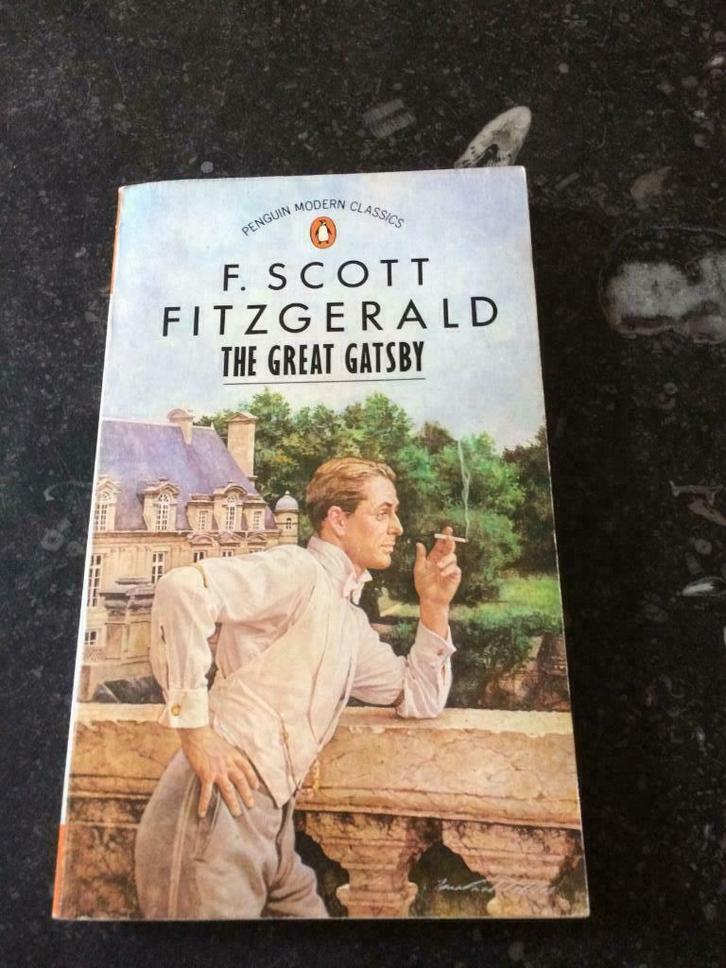 PENGUIN MODERN CLASSICS
F. SCOTT
FITZGERALD
THE GREAT GATSBY